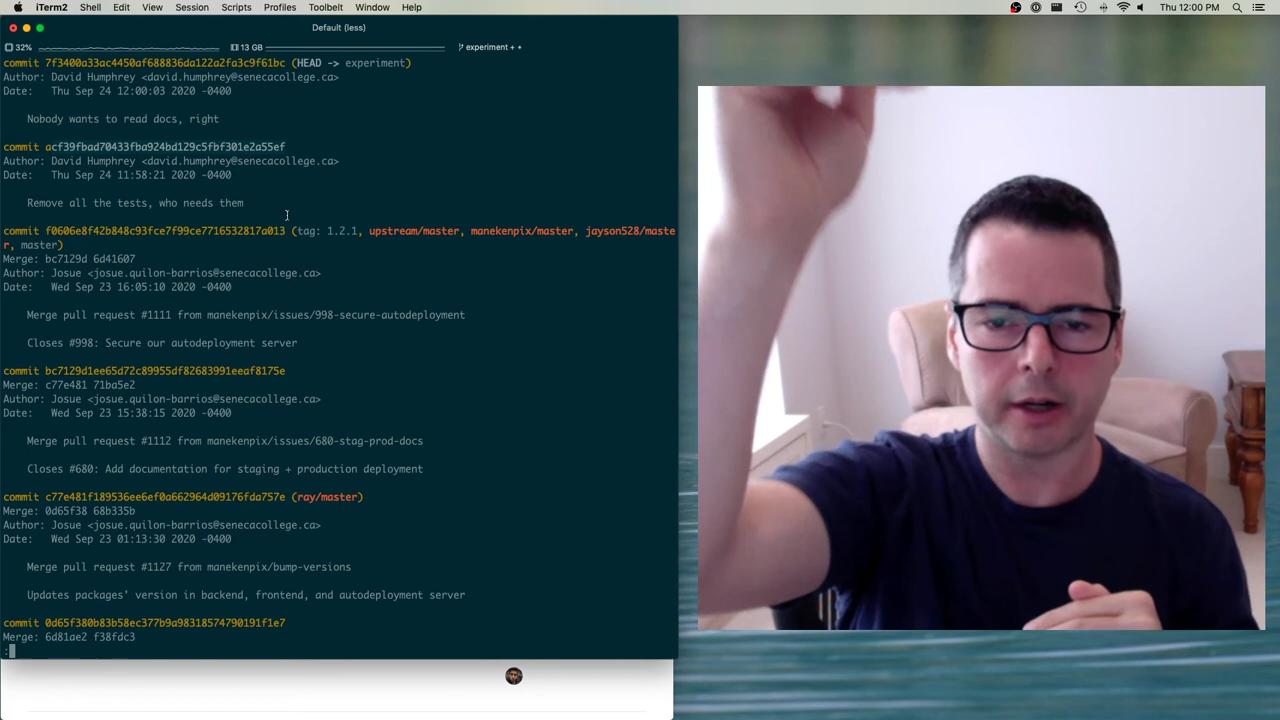 iTerm2 Shell Edit View Session Scripts Profiles Toolbelt Window Help Thu 12:00 PM
Default (less)
32% 13 GB experiment + •
commit 7f3400a33ac4450af688836da122a2fa3c9f61bc (HEAD -> experiment)
Author: David Humphrey <david.humphrey@senecacollege.ca>
Date: Thu Sep 24 12:00:03 2020 -0400
Nobody wants to read docs, right
commit acf39fbad70433fba924bd129c5fbf301e2a55ef
Author: David Humphrey <david.humphrey@senecacollege.ca>
Date: Thu Sep 24 11:58:21 2020 -0400
Remove all the tests, who needs them
commit f0606e8f42b848c93fce7f99ce7716532817a013 (tag: 1.2.1, upstream/master, manekenpix/master, jayson528/maste
r, master)
Merge: bc7129d 6d41607
Author: Josue <josue.quilon-barrios@senecacollege.ca>
Date: Wed Sep 23 16:05:10 2020 -0400
Merge pull request #1111 from manekenpix/issues/998-secure-autodeployment
Closes #998: Secure our autodeployment server
commit bc7129d1ee65d72c89955df82683991eeaf8175e
Merge: c77e481 71ba5e2
Author: Josue <josue.quilon-barrios@senecacollege.ca>
Date: Wed Sep 23 15:38:15 2020 -0400
Merge pull request #1112 from manekenpix/issues/680-stag-prod-docs
Closes #680: Add documentation for staging + production deployment
commit c77e481f189536ee6ef0a662964d09176fda757e (ray/master)
Merge: 0d65f38 68b335b
Author: Josue <josue.quilon-barrios@senecacollege.ca>
Date: Wed Sep 23 01:13:30 2020 -0400
Merge pull request #1127 from manekenpix/bump-versions
Updates packages' version in backend, frontend, and autodeployment server
commit 0d65f380b83b58ec377b9a98318574790191f1e7
Merge: 6d81ae2 f38fdc3
: